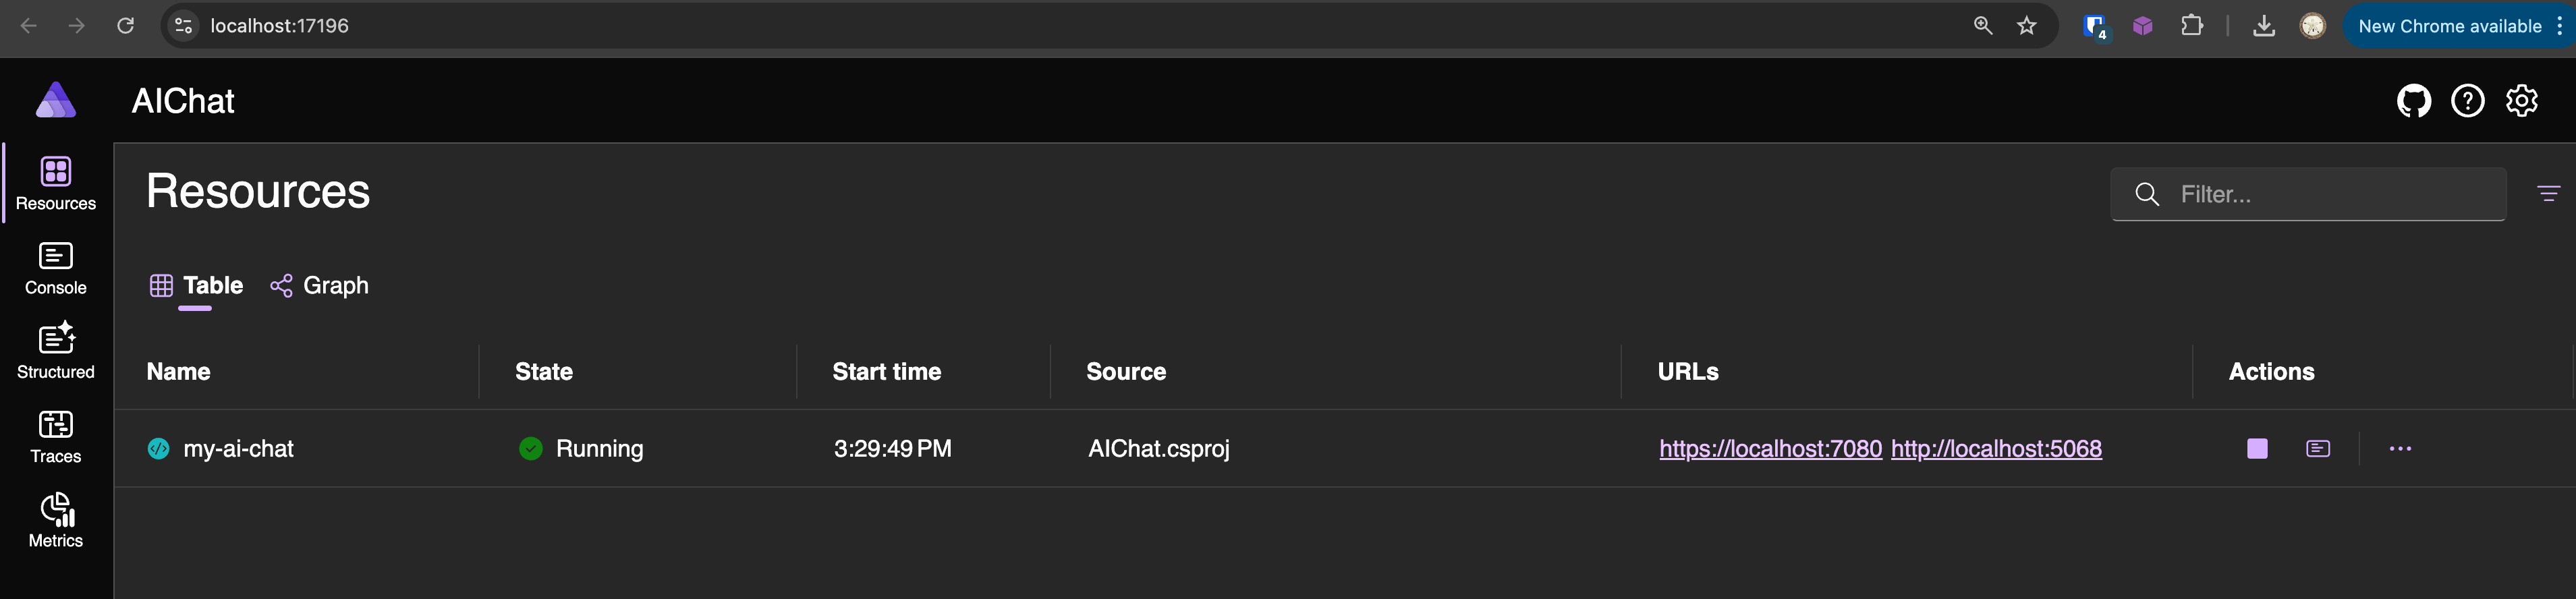 localhost:17196
4
New Chrome available
AIChat
Resources
Console
Structured
Traces
Metrics
Resources
Filter...
Table Graph
Name State Start time Source URLs Actions
my-ai-chat Running 3:29:49 PM AIChat.csproj https://localhost:7080 http://localhost:5068